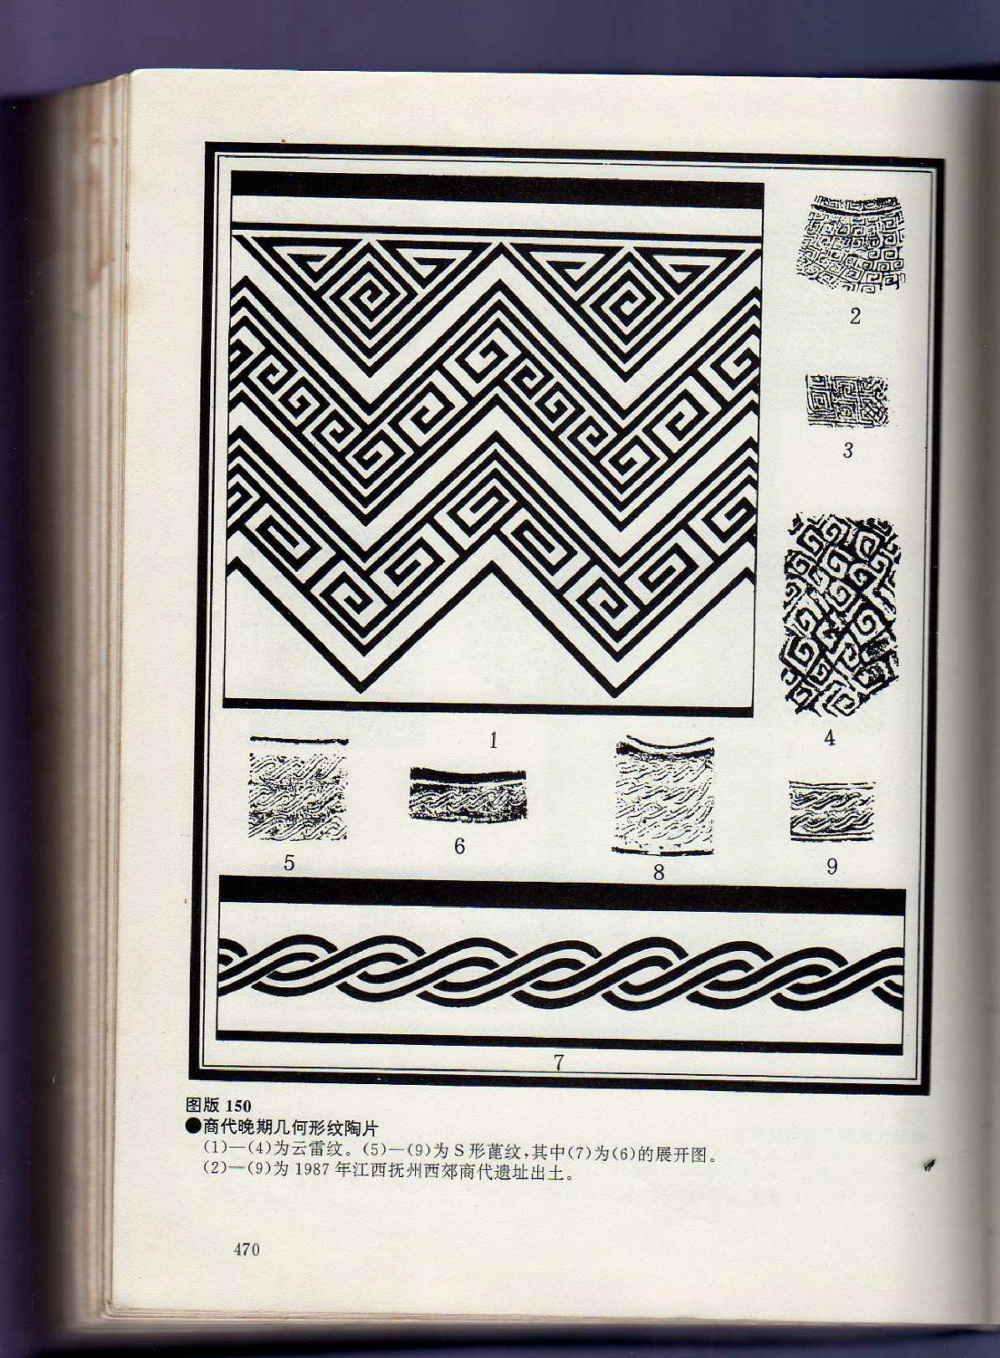 2
3
4
1
5
6
8
9
7
图版 150
●商代晚期几何形纹陶片
(1)—(4)为云雷纹。(5)—(9)为S形蓖纹,其中(7)为(6)的展开图。
(2)—(9)为1987年江西抚州西郊商代遗址出土。
470